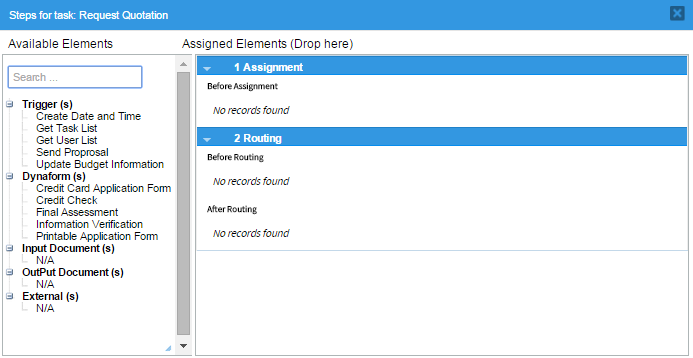 Steps for task: Request Quotation
Available Elements
Assigned Elements (Drop here)
Search ...
Trigger (s)
Create Date and Time
Get Task List
Get User List
Send Proprosal
Update Budget Information
Dynaform (s)
Credit Card Application Form
Credit Check
Final Assessment
Information Verification
Printable Application Form
Input Document (s)
N/A
OutPut Document (s)
N/A
External (s)
N/A
1 Assignment
Before Assignment
No records found
2 Routing
Before Routing
No records found
After Routing
No records found